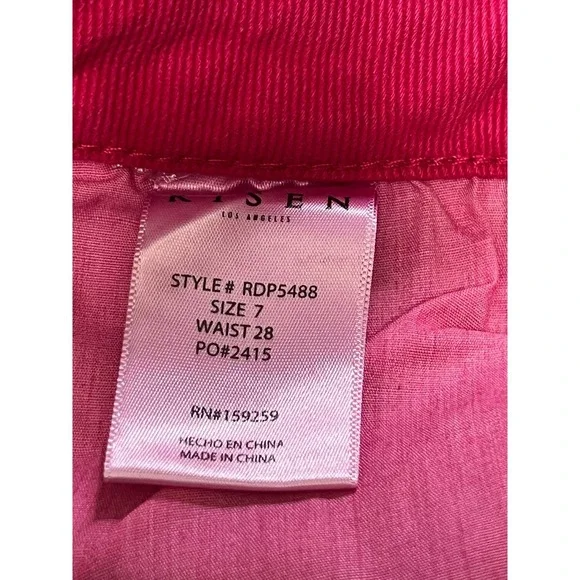 RISEN
LOS ANGELES
STYLE# RDP5488
SIZE 7
WAIST 28
PO#2415
RN#159259
HECHO EN CHINA
MADE IN CHINA